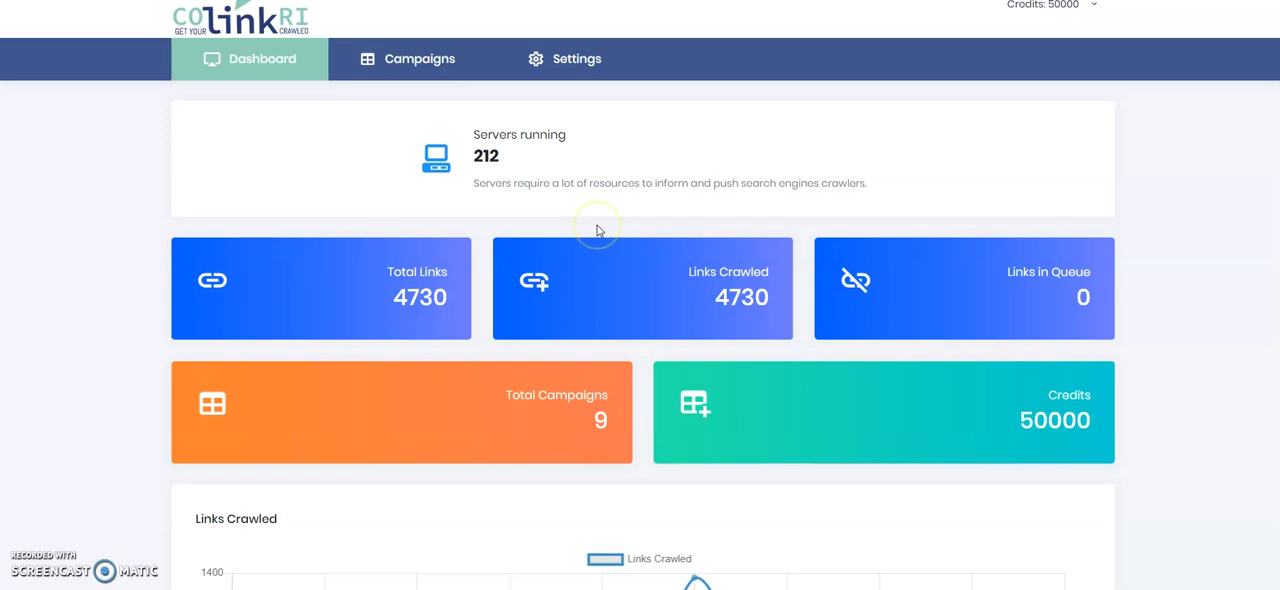 COlinkRI
GET YOUR CRAWLED
Credits: 50000
Dashboard
Campaigns
Settings
Servers running
212
Servers require a lot of resources to inform and push search engines crawlers.
Total Links
4730
Links Crawled
4730
Links in Queue
0
Total Campaigns
9
Credits
50000
Links Crawled
Links Crawled
1400
RECORDED WITH
SCREENCAST MATIC